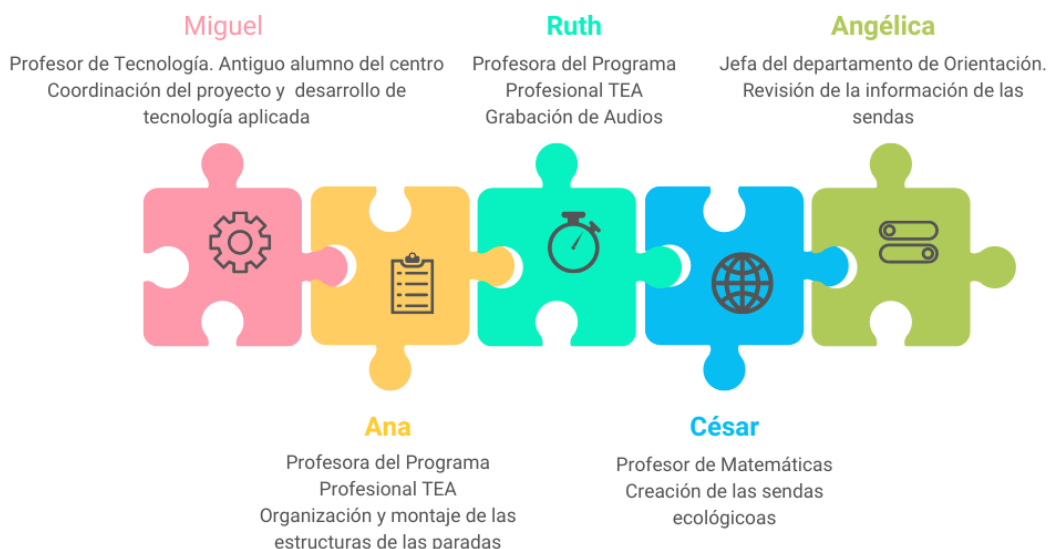 Miguel
Profesor de Tecnología. Antiguo alumno del centro
Coordinación del proyecto y desarrollo de
tecnología aplicada
Ruth
Profesora del Programa
Profesional TEA
Grabación de Audios
Angélica
Jefa del departamento de Orientación.
Revisión de la información de las
sendas
Ana
Profesora del Programa
Profesional TEA
Organización y montaje de las
estructuras de las paradas
César
Profesor de Matemáticas
Creación de las sendas
ecológicoas